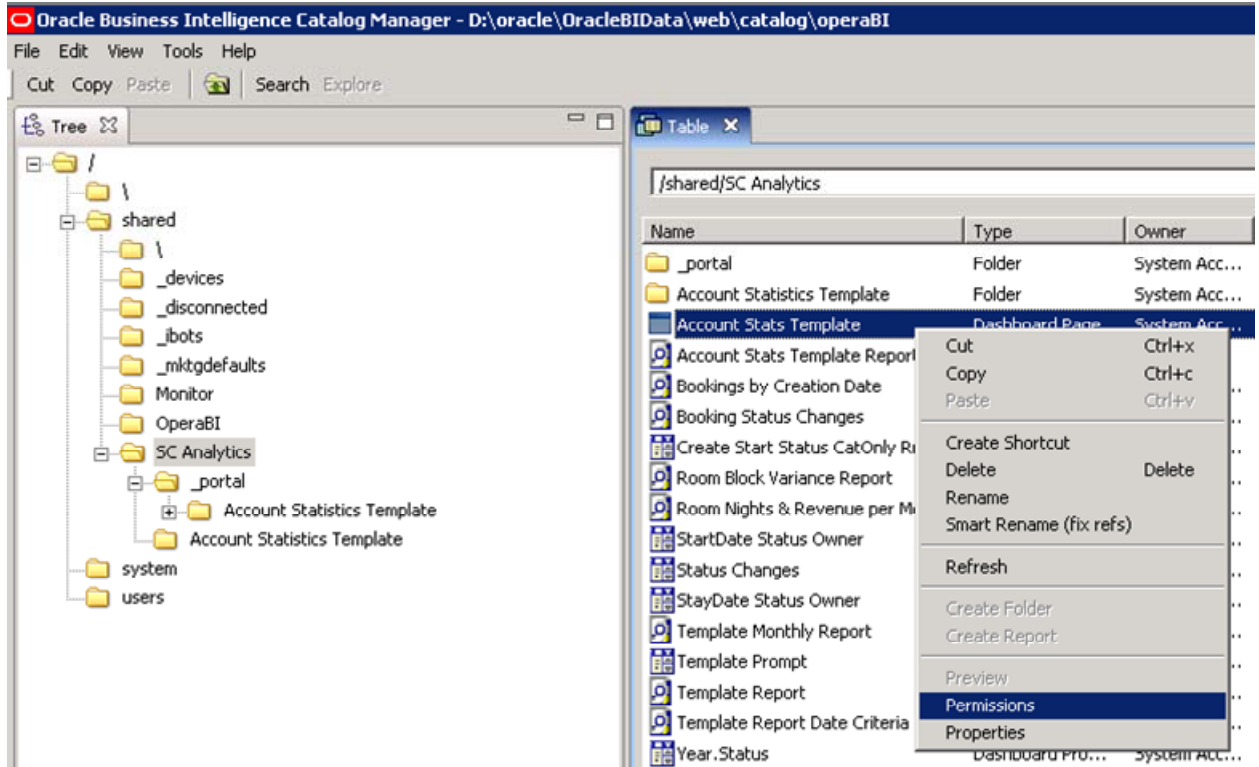 Oracle Business Intelligence Catalog Manager - D:\oracle\OracleBIData\web\catalog\operaBI
File Edit View Tools Help
Cut Copy Paste Search Explore
Tree
/
\
shared
\
_devices
_disconnected
_ibots
_mktgdefaults
Monitor
OperaBI
SC Analytics
_portal
Account Statistics Template
Account Statistics Template
system
users
Table
/shared/SC Analytics
Name Type Owner
_portal Folder System Acc...
Account Statistics Template Folder System Acc...
Account Stats Template Dashboard Page System Acc...
Account Stats Template Report
Bookings by Creation Date
Booking Status Changes
Create Start Status CatOnly
Room Block Variance Report
Room Nights & Revenue per
StartDate Status Owner
Status Changes
StayDate Status Owner
Template Monthly Report
Template Prompt
Template Report
Template Report Date Criteria
Year.Status Dashboard Pro... System Acc...
Cut Ctrl+x
Copy Ctrl+c
Paste Ctrl+v
Create Shortcut
Delete Delete
Rename
Smart Rename (fix refs)
Refresh
Create Folder
Create Report
Preview
Permissions
Properties